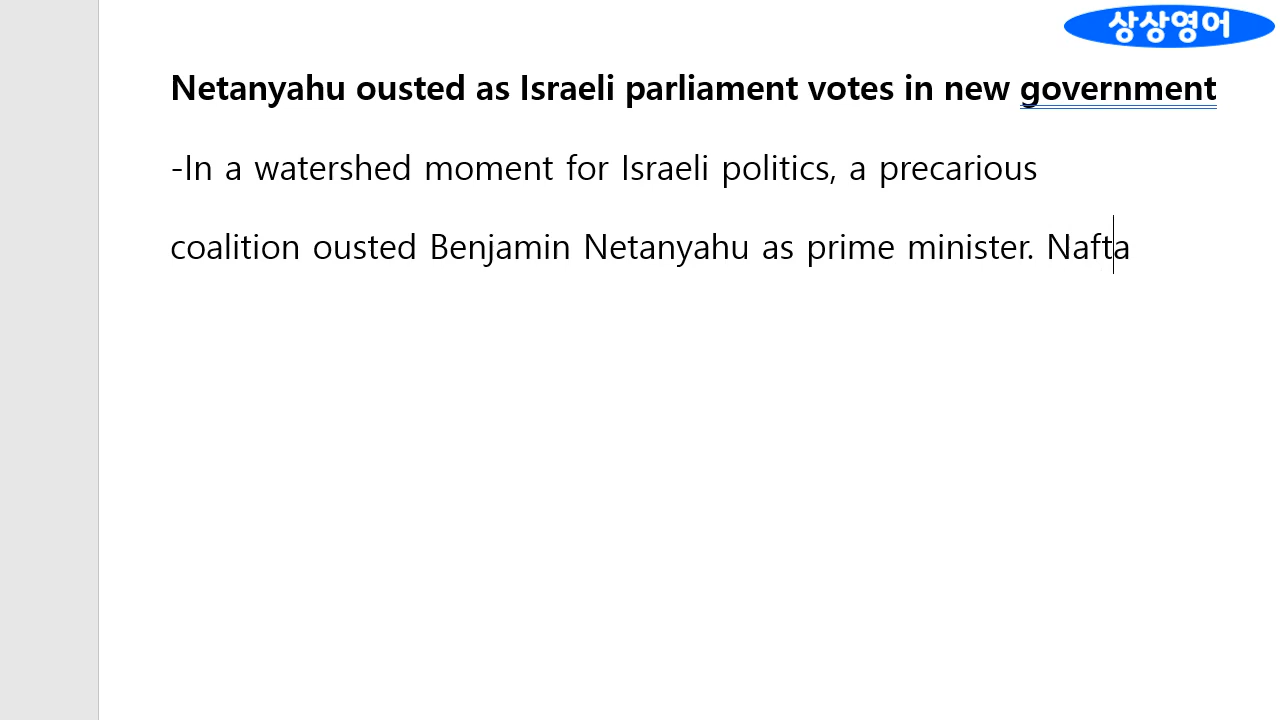 상상영어
Netanyahu ousted as Israeli parliament votes in new government
-In a watershed moment for Israeli politics, a precarious
coalition ousted Benjamin Netanyahu as prime minister. Nafta